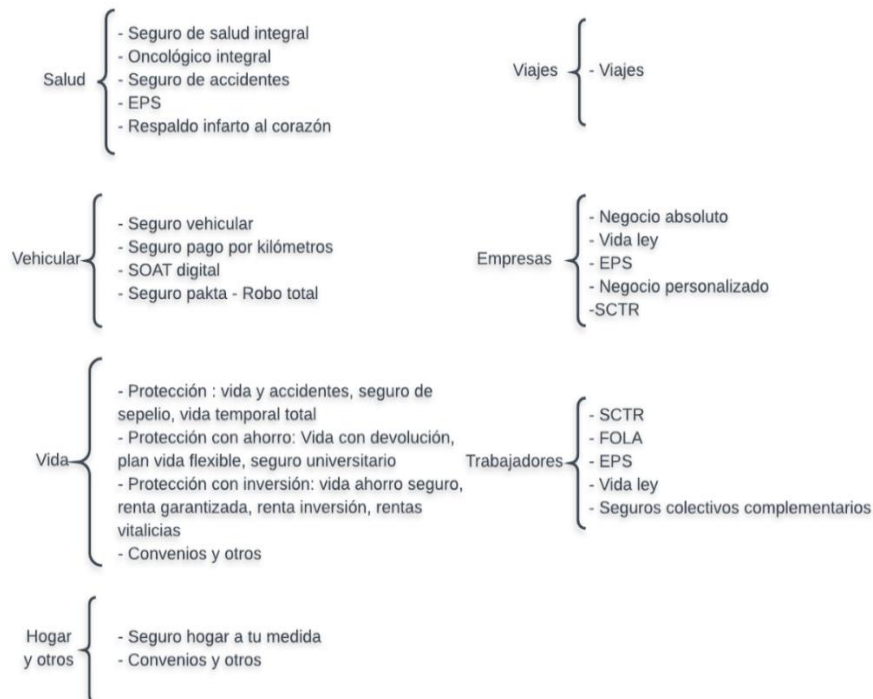 Salud
- Seguro de salud integral
- Oncológico integral
- Seguro de accidentes
- EPS
- Respaldo infarto al corazón
Viajes
- Viajes
Vehicular
- Seguro vehicular
- Seguro pago por kilómetros
- SOAT digital
- Seguro pakta - Robo total
Empresas
- Negocio absoluto
- Vida ley
- EPS
- Negocio personalizado
-SCTR
Vida
- Protección : vida y accidentes, seguro de
sepelio, vida temporal total
- Protección con ahorro: Vida con devolución,
plan vida flexible, seguro universitario
- Protección con inversión: vida ahorro seguro,
renta garantizada, renta inversión, rentas
vitalicias
- Convenios y otros
Trabajadores
- SCTR
- FOLA
- EPS
- Vida ley
- Seguros colectivos complementarios
Hogar
y otros
- Seguro hogar a tu medida
- Convenios y otros